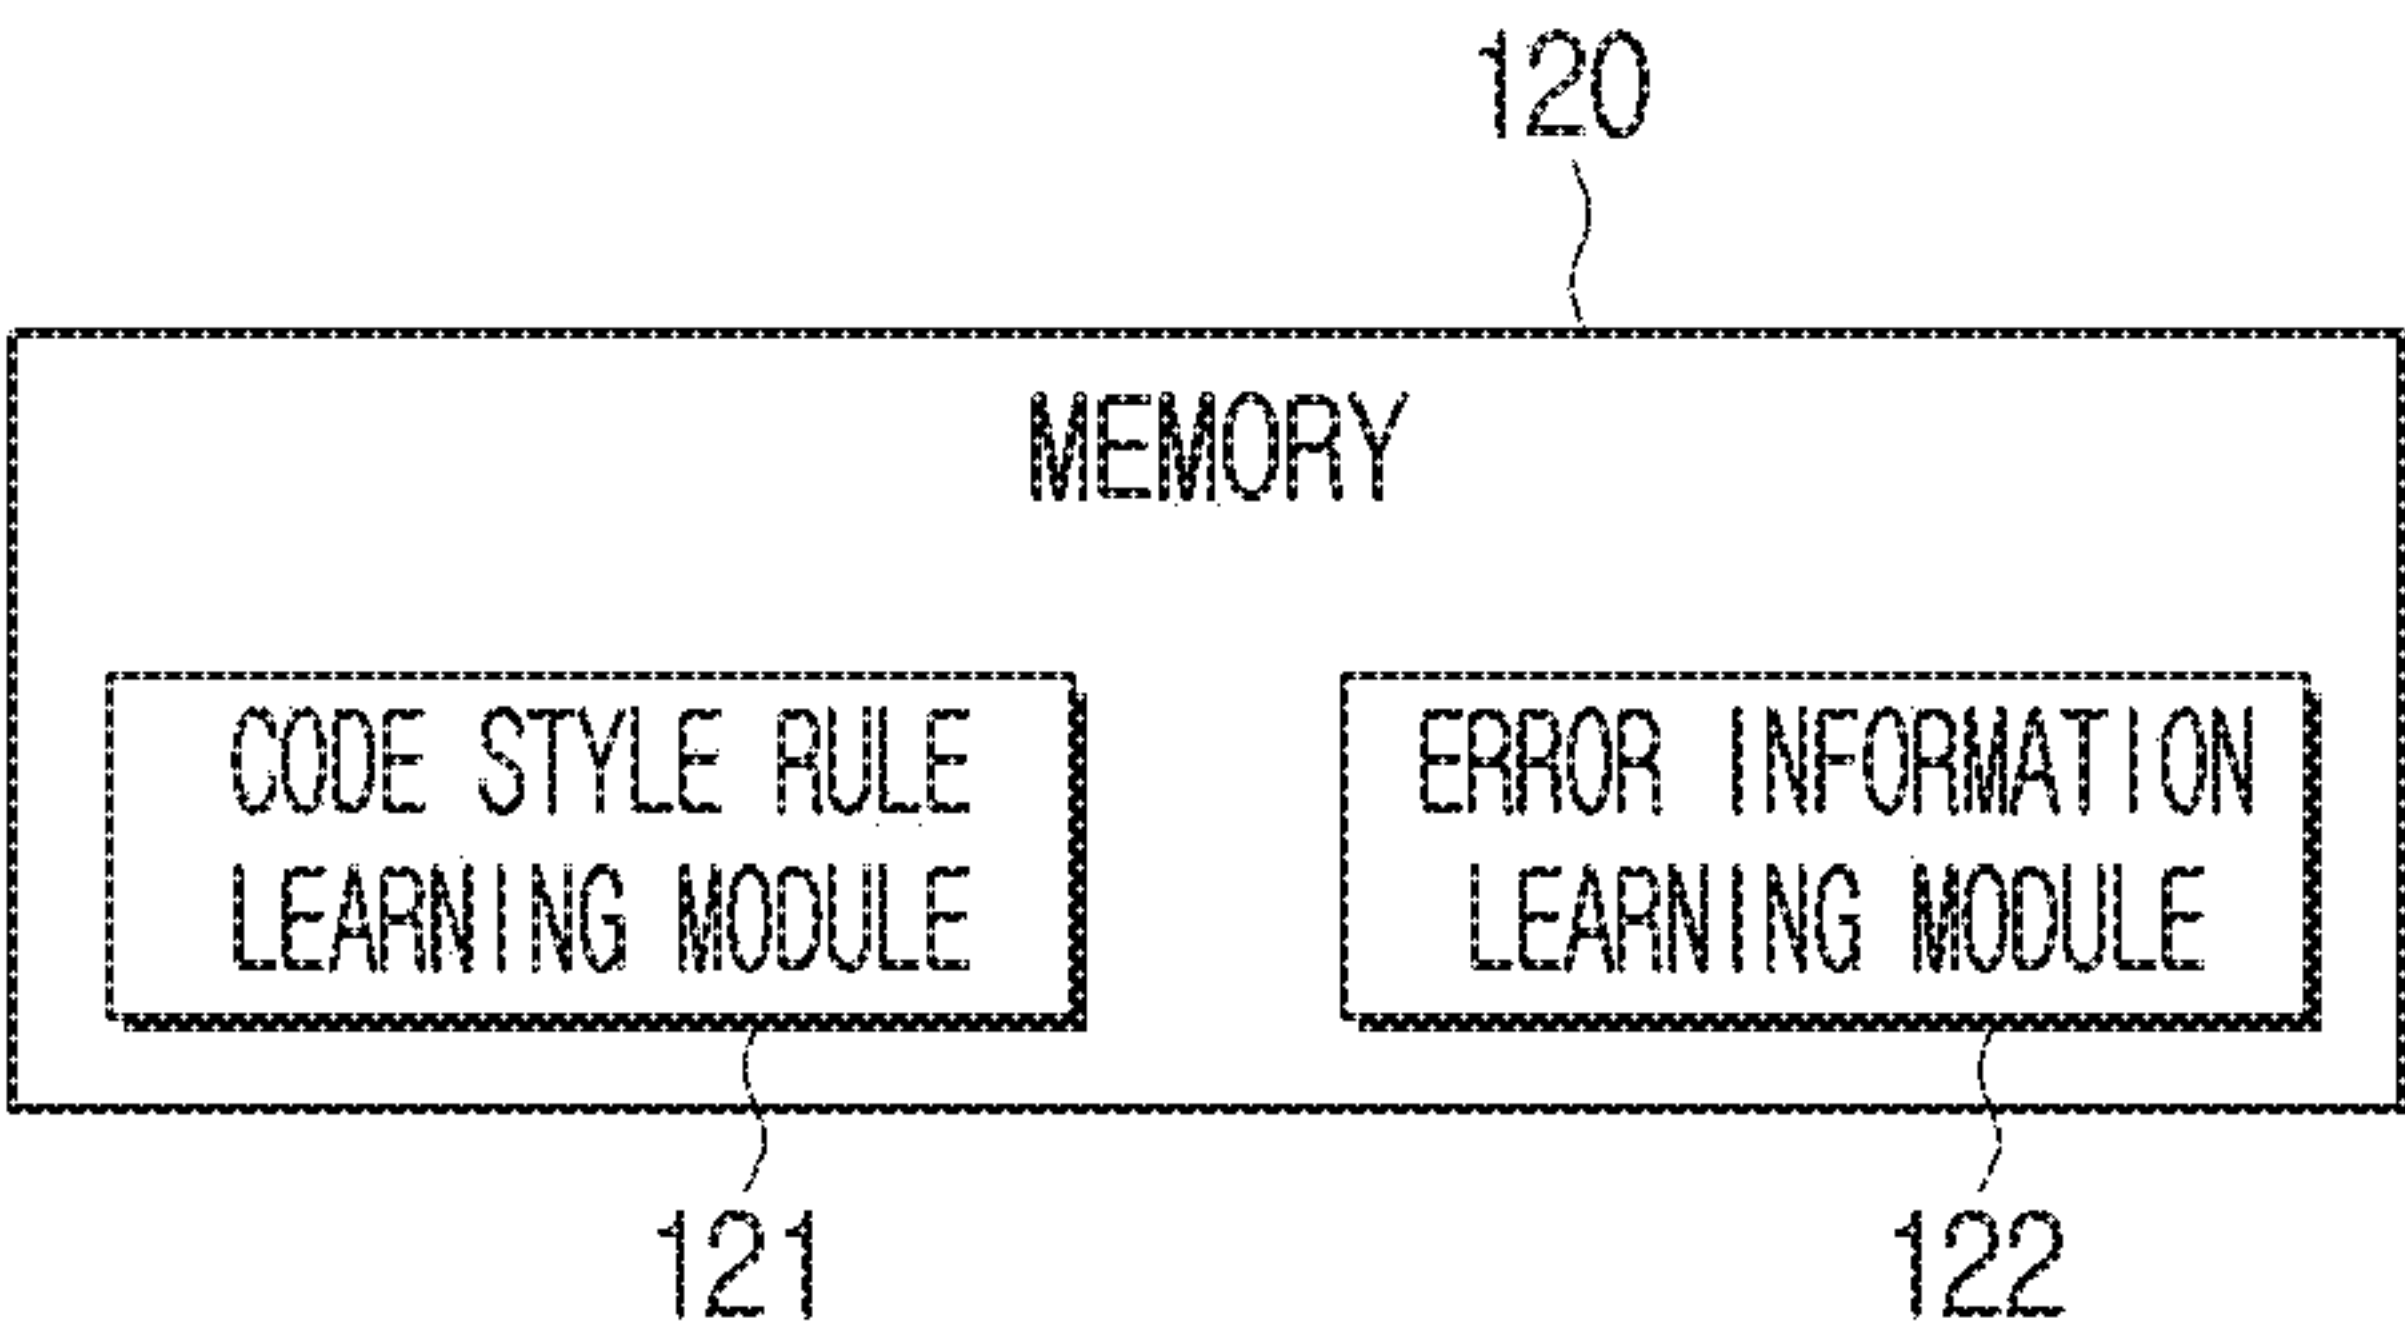 120
MEMORY
CODE STYLE RULE
LEARNING MODULE
ERROR INFORMATION
LEARNING MODULE
121
122